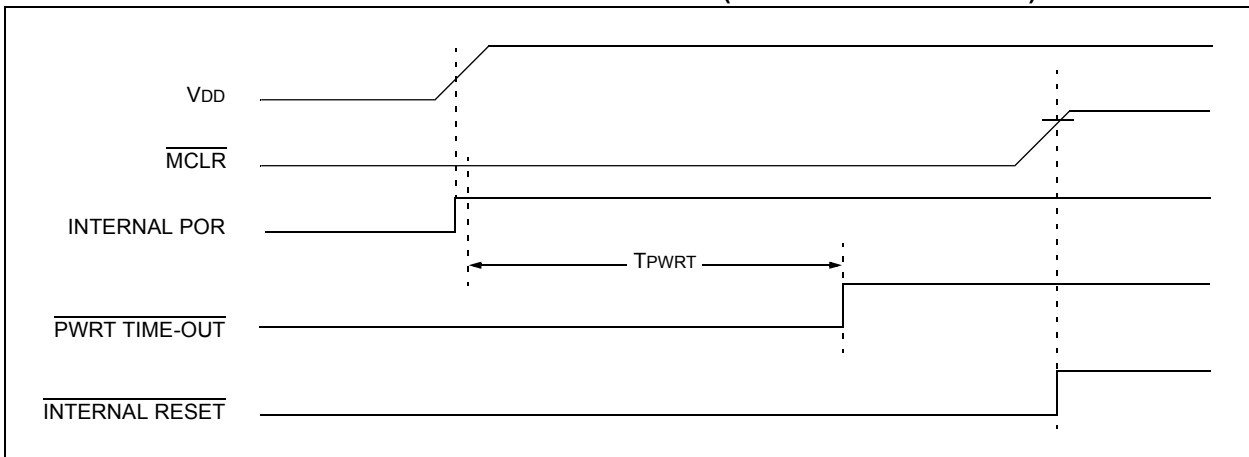 VDD
MCLR
INTERNAL POR
TPWRT
PWRT TIME-OUT
INTERNAL RESET